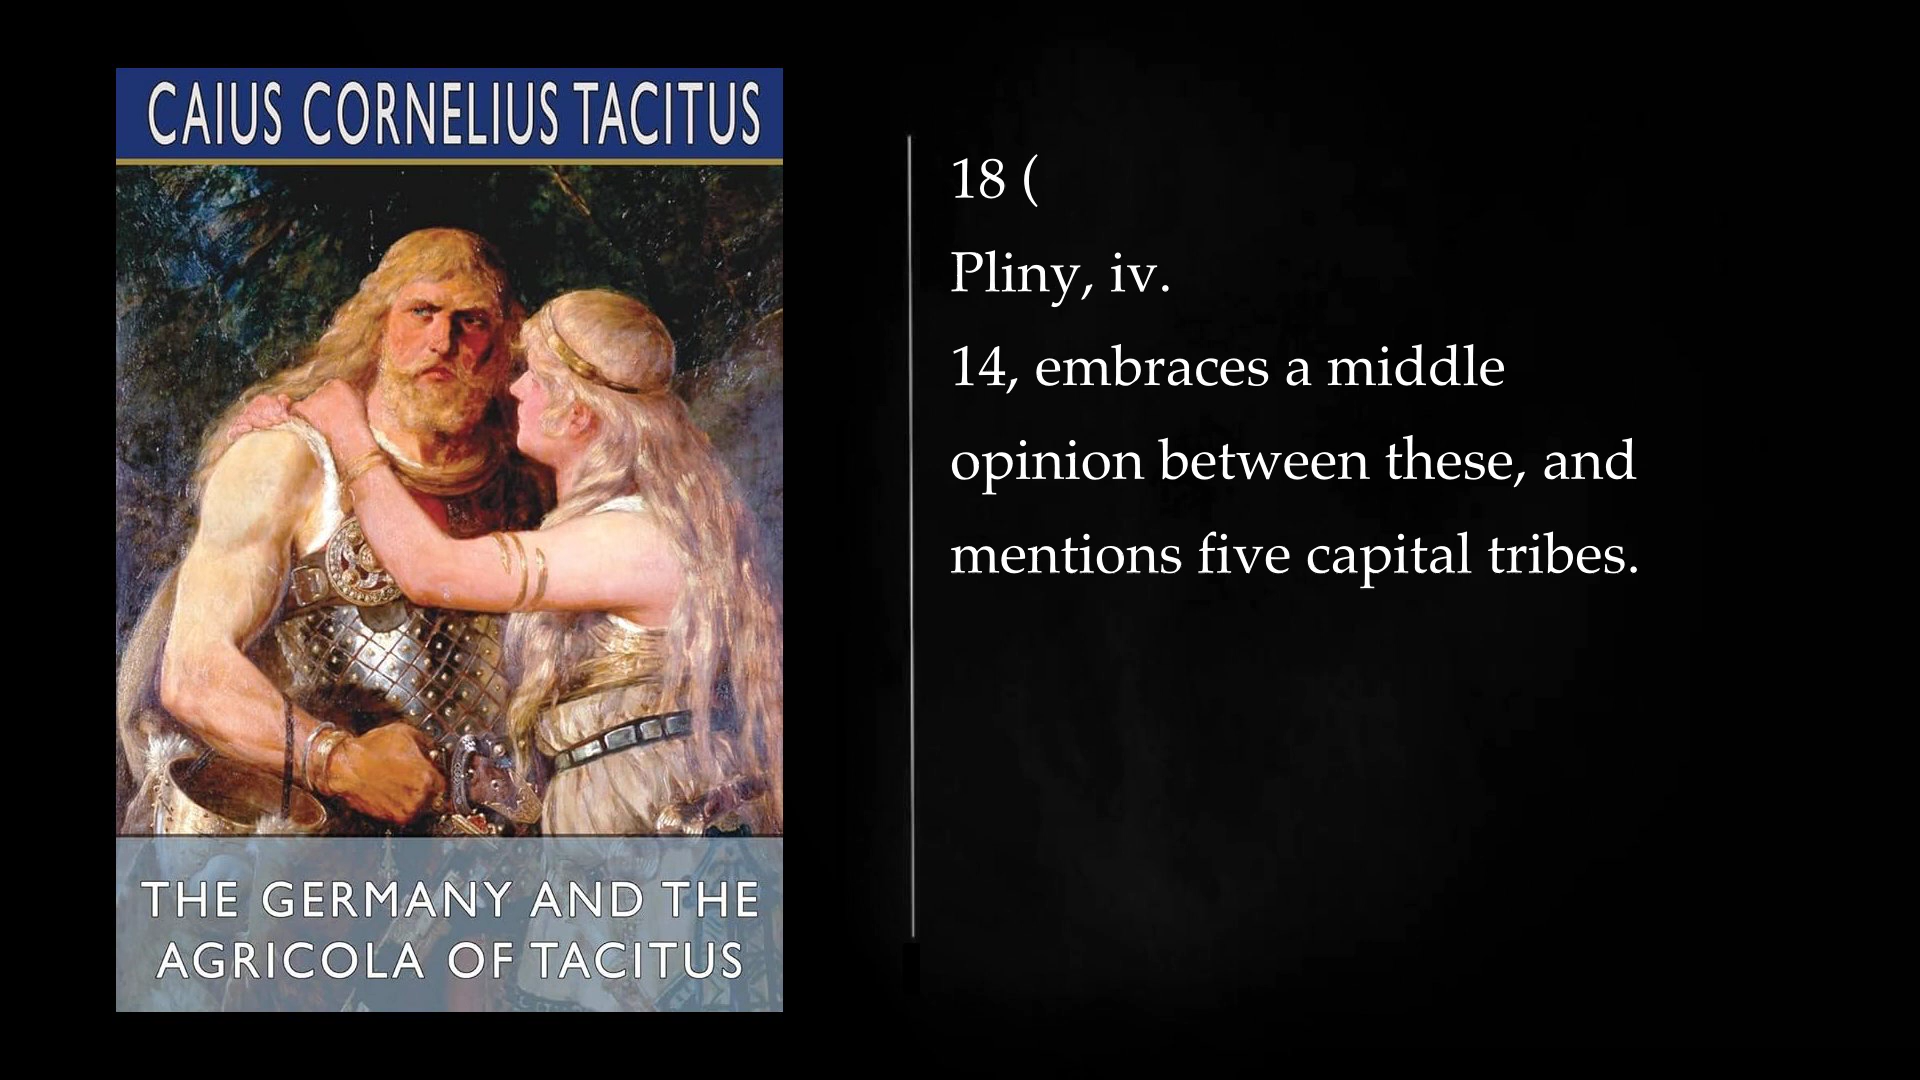 CAIUS CORNELIUS TACITUS
THE GERMANY AND THE
AGRICOLA OF TACITUS
18 (
Pliny, iv.
14, embraces a middle
opinion between these, and
mentions five capital tribes.